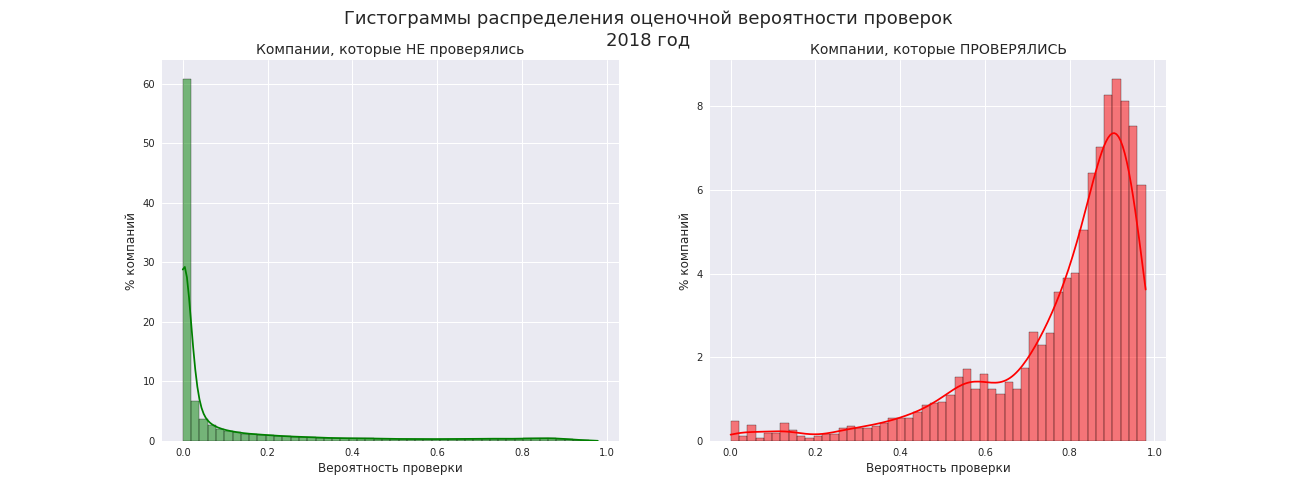 Гистограммы распределения оценочной вероятности проверок
2018 год
Компании, которые НЕ проверялись
% компаний
60
50
40
30
20
10
0
0.0 0.2 0.4 0.6 0.8 1.0
Вероятность проверки
Компании, которые ПРОВЕРЯЛИСЬ
% компаний
8
6
4
2
0
0.0 0.2 0.4 0.6 0.8 1.0
Вероятность проверки